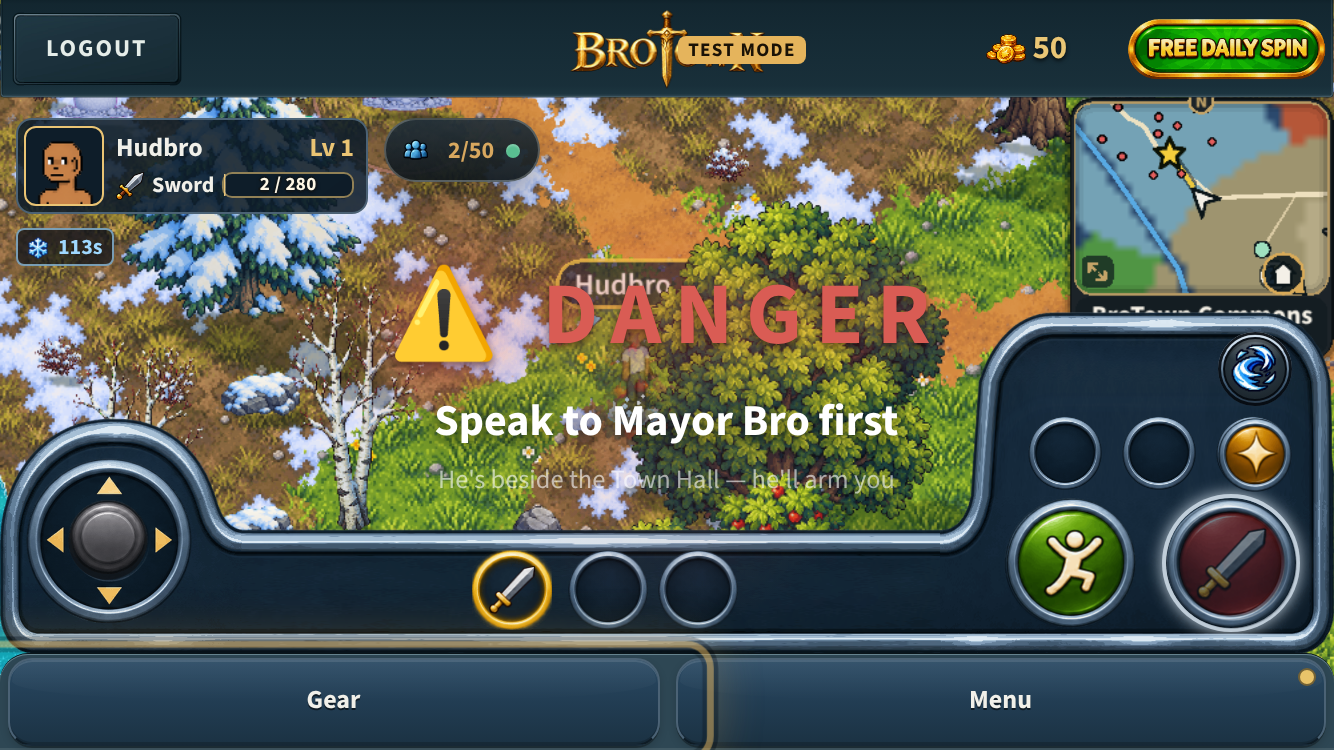 LOGOUT
TEST MODE
50
FREE DAILY SPIN
N
Hudbro
Lv 1
Sword
2 / 280
2/50
113s
Hudbro
DANGER
Speak to Mayor Bro first
He's beside the Town Hall — he'll arm you
BroTown Commons
Gear
Menu